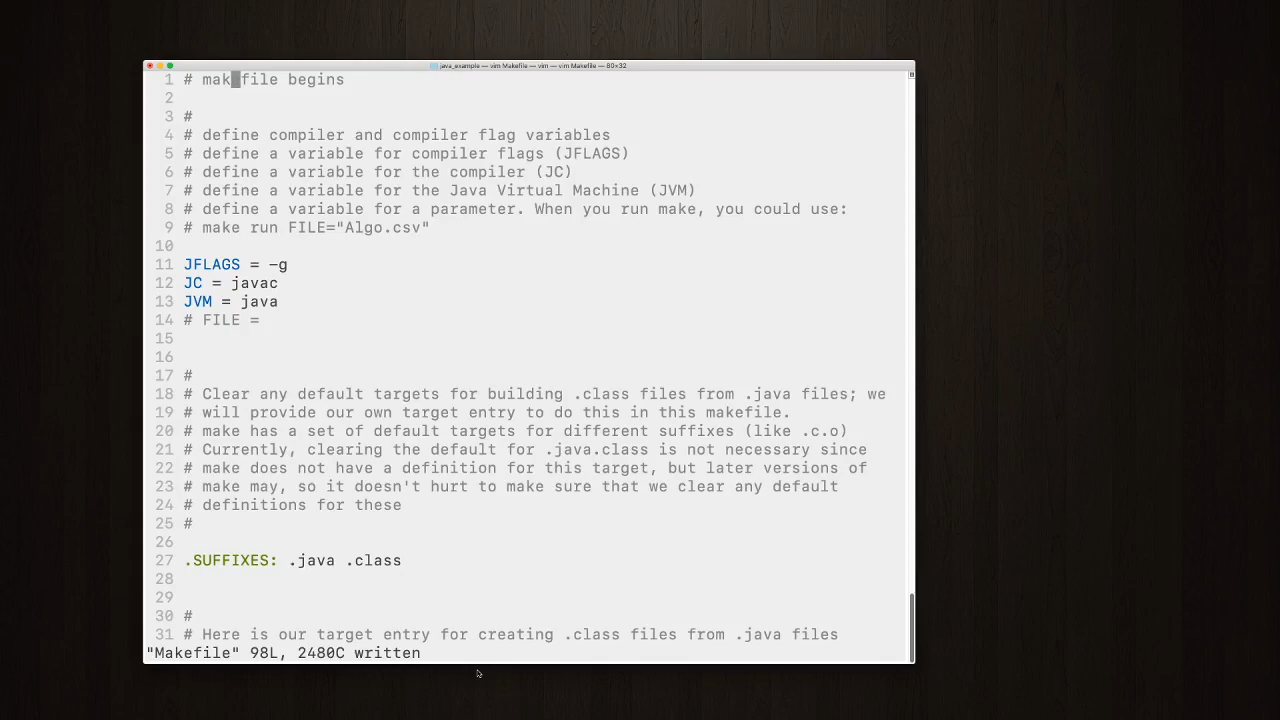 java_example — vim Makefile — vim — vim Makefile — 80×32
1 # makefile begins
2
3 #
4 # define compiler and compiler flag variables
5 # define a variable for compiler flags (JFLAGS)
6 # define a variable for the compiler (JC)
7 # define a variable for the Java Virtual Machine (JVM)
8 # define a variable for a parameter. When you run make, you could use:
9 # make run FILE="Algo.csv"
10
11 JFLAGS = -g
12 JC = javac
13 JVM = java
14 # FILE =
15
16
17 #
18 # Clear any default targets for building .class files from .java files; we
19 # will provide our own target entry to do this in this makefile.
20 # make has a set of default targets for different suffixes (like .c.o)
21 # Currently, clearing the default for .java.class is not necessary since
22 # make does not have a definition for this target, but later versions of
23 # make may, so it doesn't hurt to make sure that we clear any default
24 # definitions for these
25 #
26
27 .SUFFIXES: .java .class
28
29
30 #
31 # Here is our target entry for creating .class files from .java files
"Makefile" 98L, 2480C written